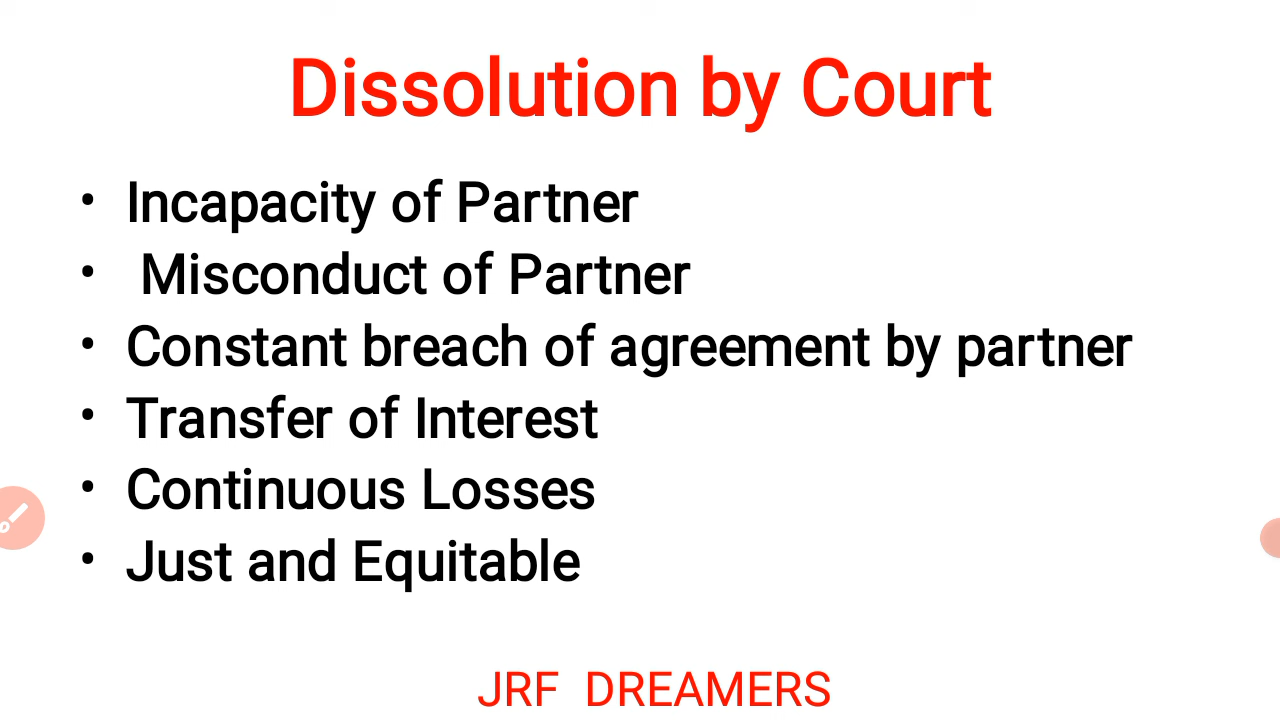 Dissolution by Court
• Incapacity of Partner
• Misconduct of Partner
• Constant breach of agreement by partner
• Transfer of Interest
• Continuous Losses
• Just and Equitable
JRF DREAMERS